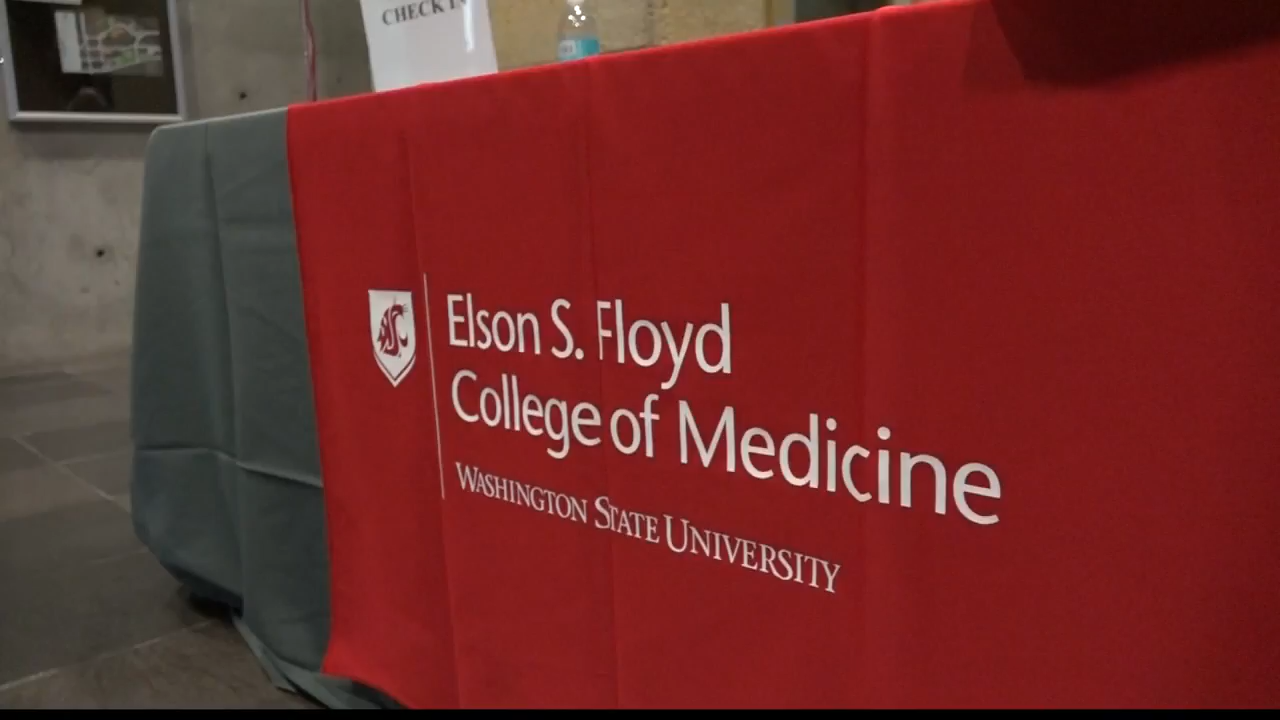 CHECK IN
Elson S. Floyd
College of Medicine
WASHINGTON STATE UNIVERSITY